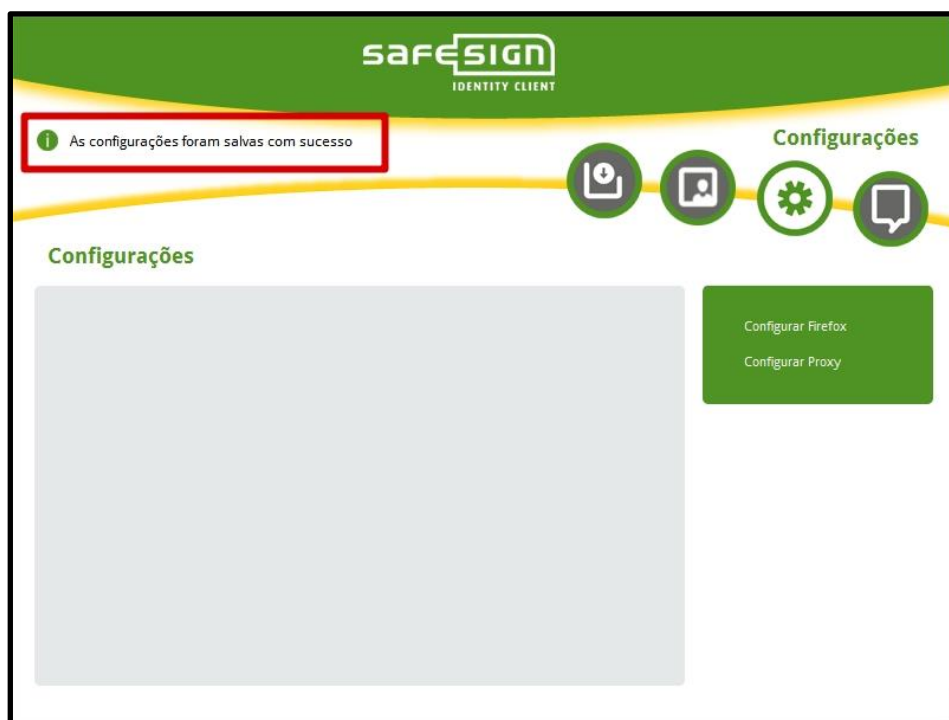 safesign
IDENTITY CLIENT
i As configurações foram salvas com sucesso
Configurações
Configurações
Configurar Firefox
Configurar Proxy